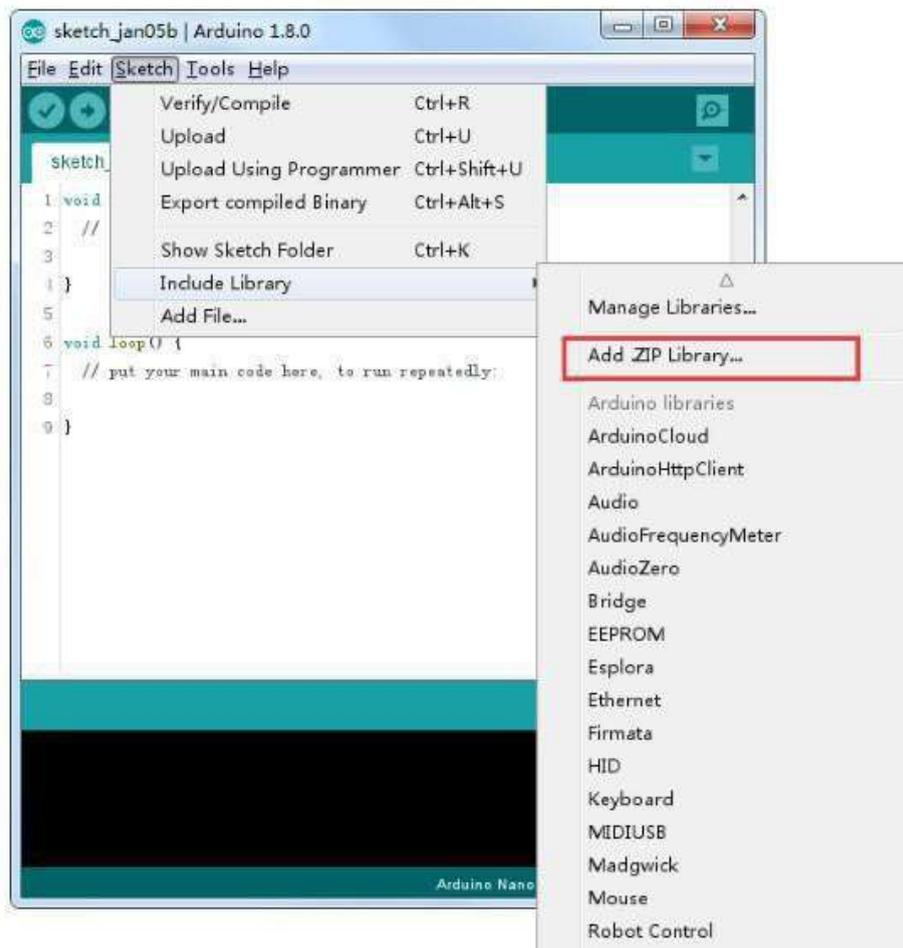 sketch_jan05b | Arduino 1.8.0
File Edit Sketch Tools Help
Verify/Compile Ctrl+R
Upload Ctrl+U
Upload Using Programmer Ctrl+Shift+U
Export compiled Binary Ctrl+Alt+S
Show Sketch Folder Ctrl+K
Include Library
Add File...
sketch_
1 void
2 //
3
4 }
5
6 void loop() {
7 // put your main code here, to run repeatedly:
8
9 }
Manage Libraries...
Add .ZIP Library...
Arduino libraries
ArduinoCloud
ArduinoHttpClient
Audio
AudioFrequencyMeter
AudioZero
Bridge
EEPROM
Esplora
Ethernet
Firmata
HID
Keyboard
MIDIUSB
Madgwick
Mouse
Robot Control
Arduino Nano